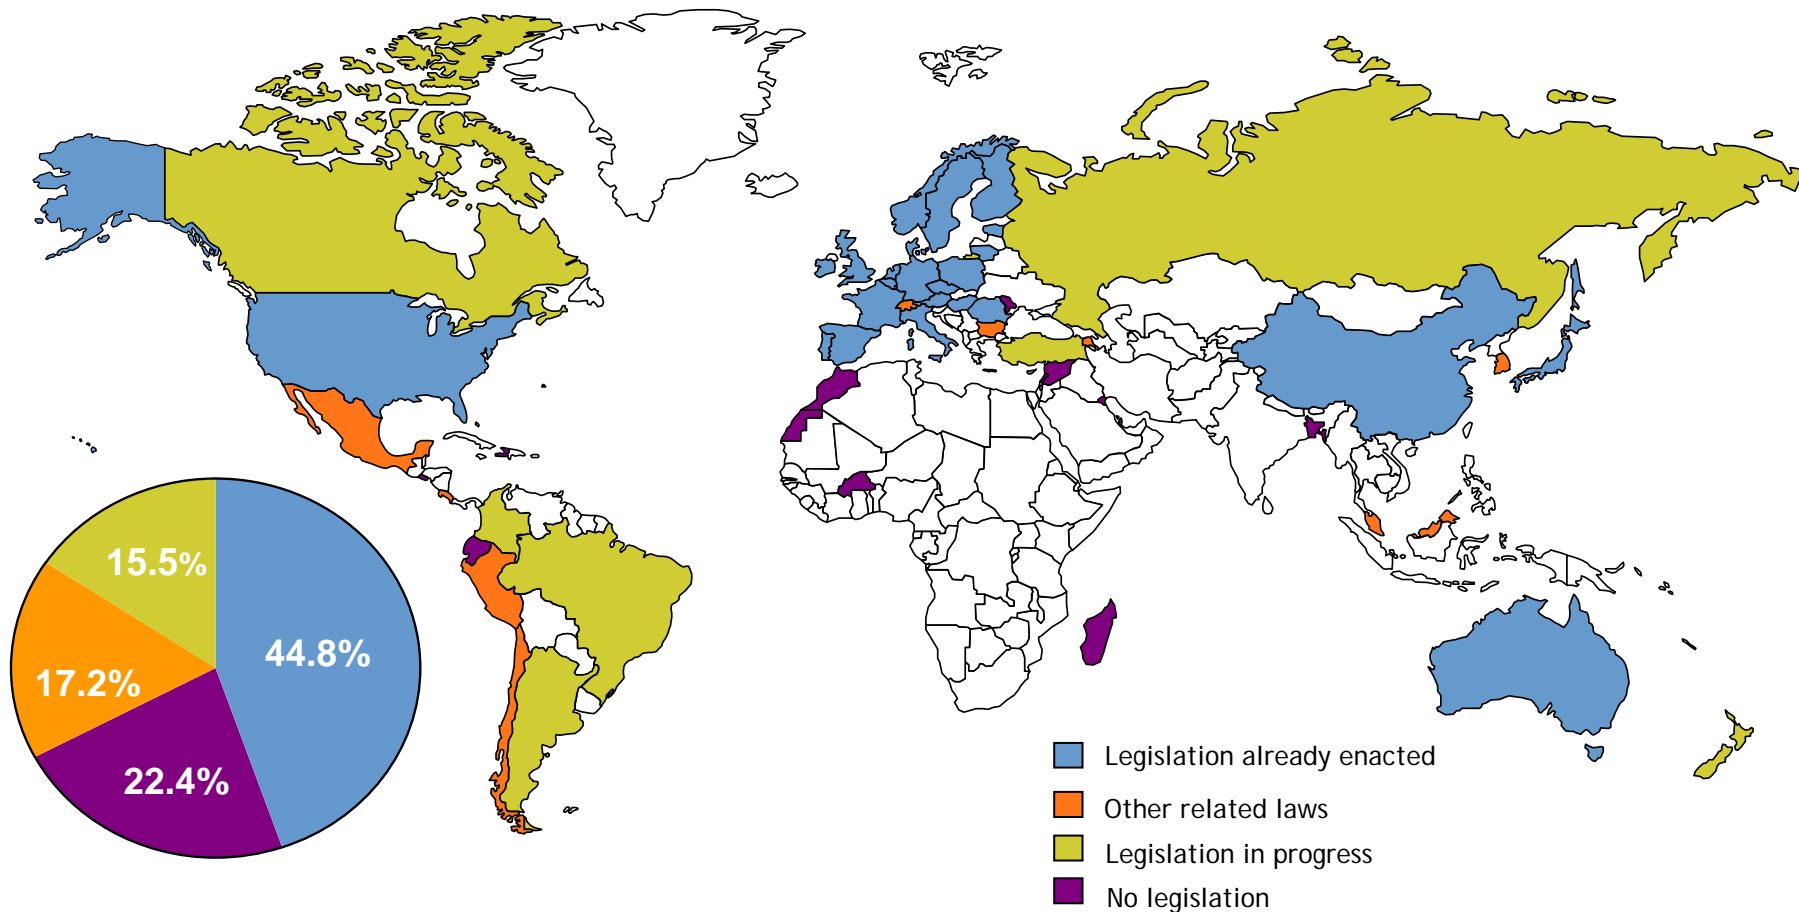 15.5%
44.8%
17.2%
22.4%
Legislation already enacted
Other related laws
Legislation in progress
No legislation